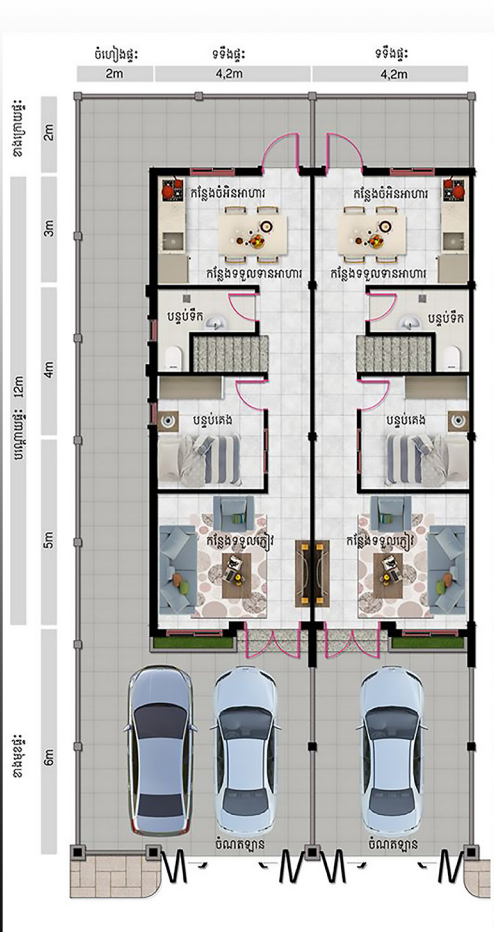 ចំហៀងផ្ទះ ទទឹងផ្ទះ ទទឹងផ្ទះ
2m 4,2m 4,2m
ខាងក្រោយផ្ទះ 2m
កន្លែងចំអិនអាហារ កន្លែងចំអិនអាហារ
3m
កន្លែងទទួលទានអាហារ កន្លែងទទួលទានអាហារ
បន្ទប់ទឹក បន្ទប់ទឹក
បណ្តោយផ្ទះ 12m 4m
បន្ទប់គេង បន្ទប់គេង
5m កន្លែងទទួលភ្ញៀវ កន្លែងទទួលភ្ញៀវ
ខាងមុខផ្ទះ 6m
ចំណតឡាន ចំណតឡាន